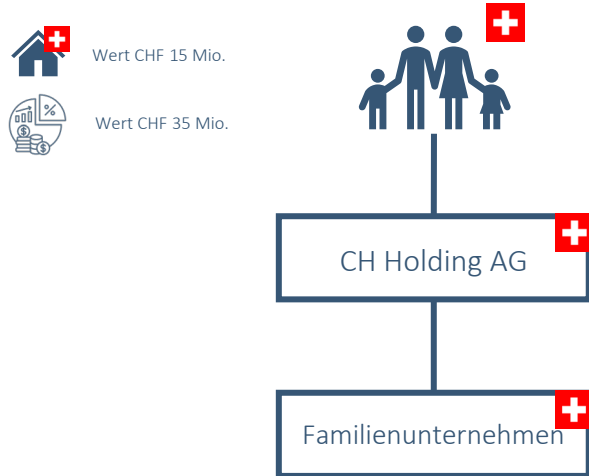 Wert CHF 15 Mio.
Wert CHF 35 Mio.
CH Holding AG
Familienunternehmen